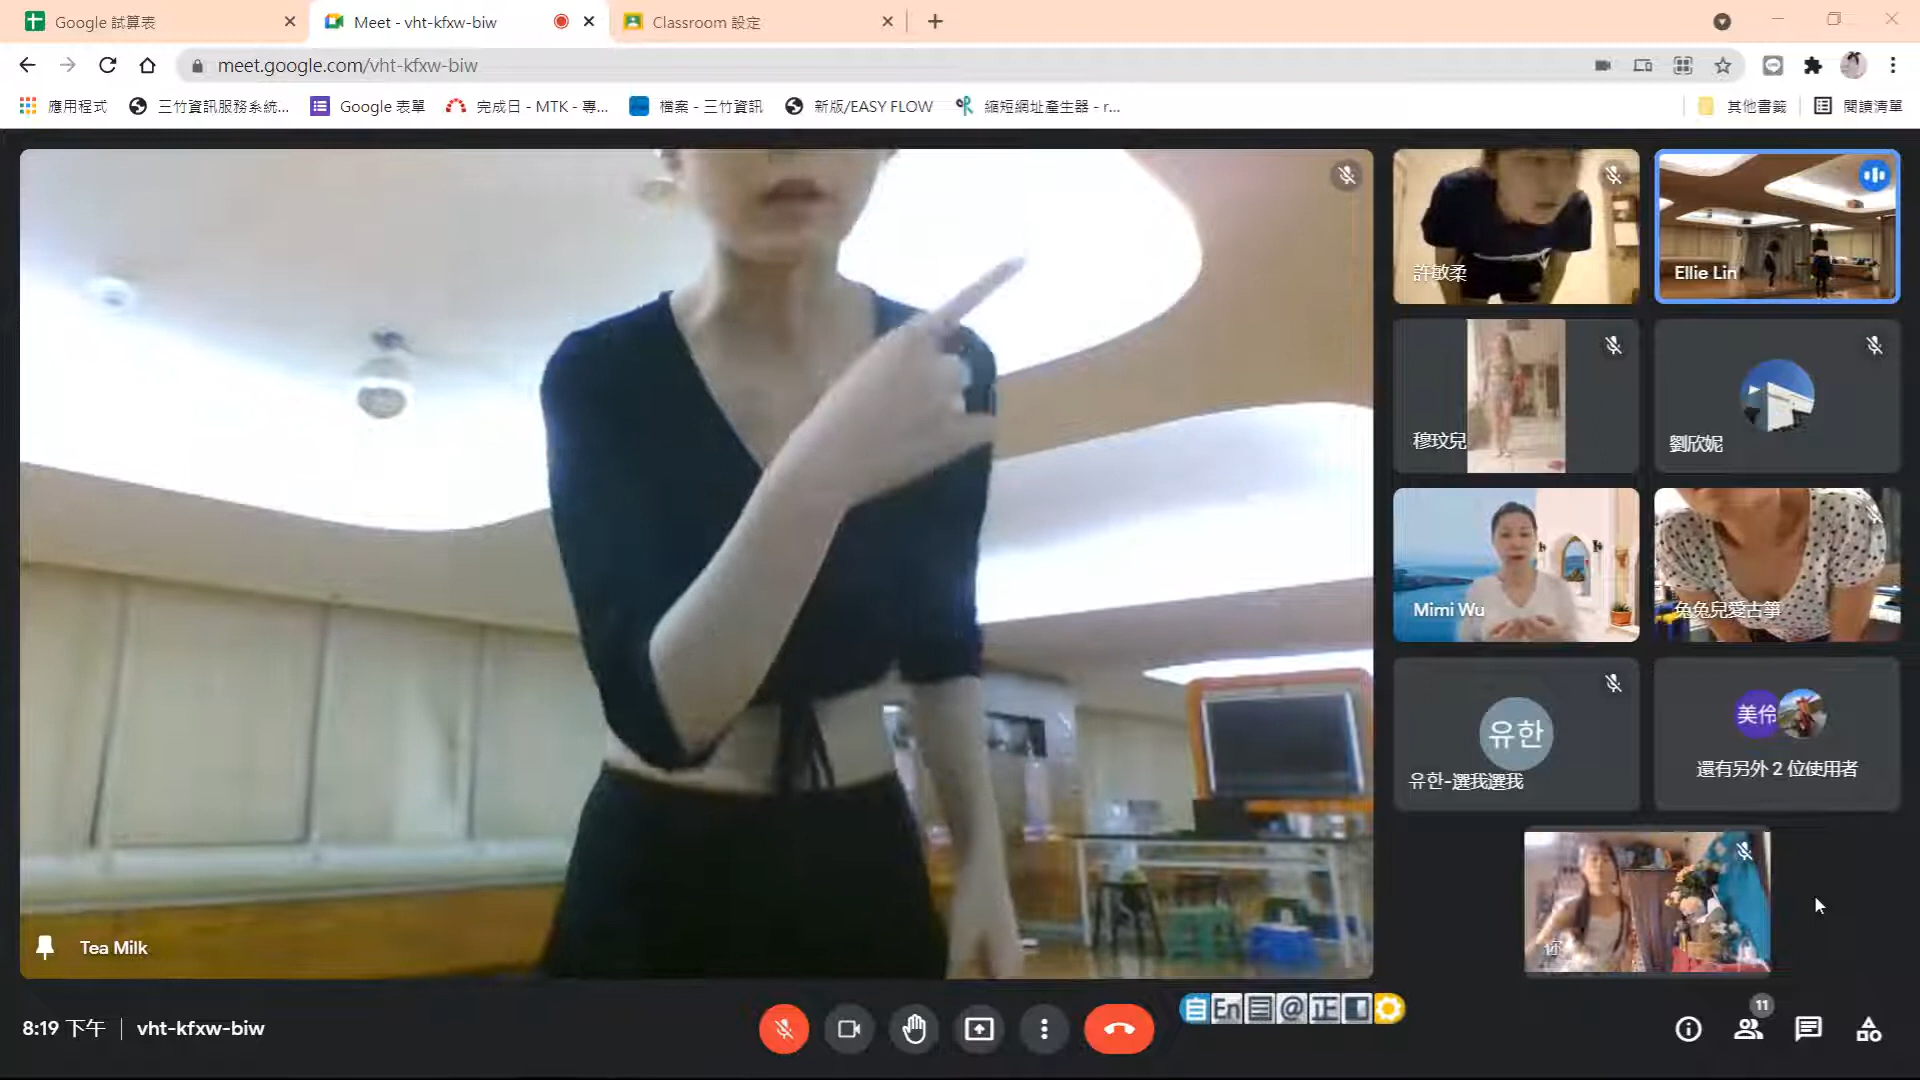 Google 試算表
Meet - vht-kfxw-biw
Classroom 設定
meet.google.com/vht-kfxw-biw
應用程式
三竹資訊服務系統...
Google 表單
完成日 - MTK - 專...
檔案 - 三竹資訊
新版/EASY FLOW
縮短網址產生器 - r...
其他書籤
閱讀清單
許敏柔
Ellie Lin
穆玟兒
劉欣妮
Mimi Wu
兔兔兒愛古箏
유한
유한-選我選我
美伶
還有另外 2 位使用者
你
Tea Milk
8:19 下午
vht-kfxw-biw
En
正
11